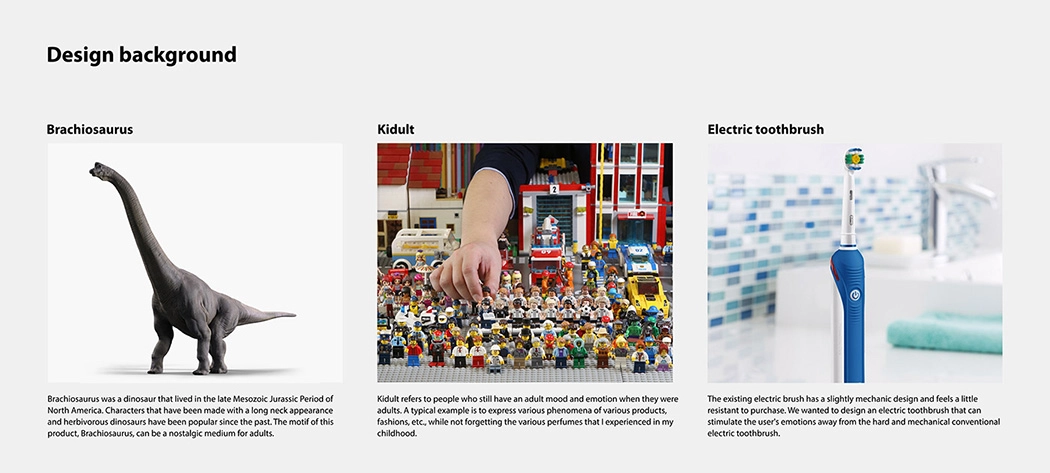 Design background
Brachiosaurus
Brachiosaurus was a dinosaur that lived in the late Mesozoic Jurassic Period of
North America. Characters that have been made with a long neck appearance
and herbivorous dinosaurs have been popular since the past. The motif of this
product, Brachiosaurus, can be a nostalgic medium for adults.
Kidult
2
Kidult refers to people who still have an adult mood and emotion when they were
adults. A typical example is to express various phenomena of various products,
fashions, etc., while not forgetting the various perfumes that I experienced in my
childhood.
Electric toothbrush
The existing electric brush has a slightly mechanic design and feels a little
resistant to purchase. We wanted to design an electric toothbrush that can
stimulate the user's emotions away from the hard and mechanical conventional
electric toothbrush.